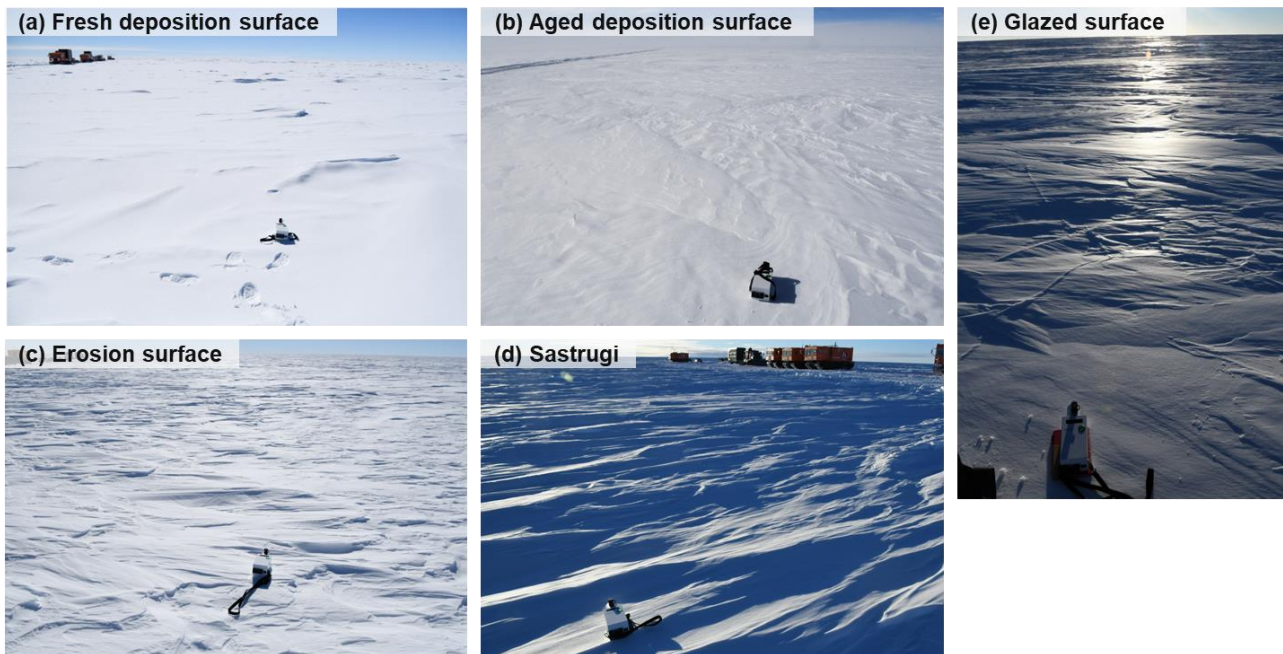 (a) Fresh deposition surface
(b) Aged deposition surface
(e) Glazed surface
(c) Erosion surface
(d) Sastrugi